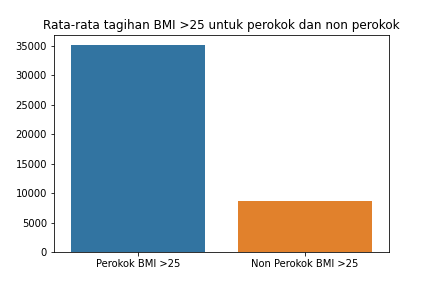 Rata-rata tagihan BMI >25 untuk perokok dan non perokok
35000
30000
25000
20000
15000
10000
5000
0
Perokok BMI >25
Non Perokok BMI >25